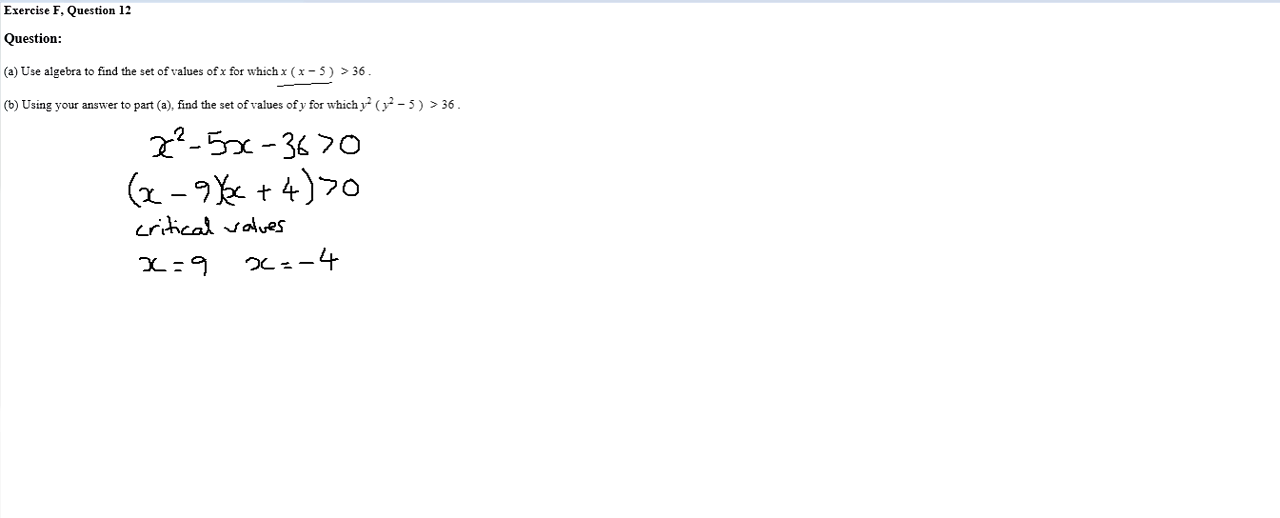 Exercise F, Question 12
Question:
(a) Use algebra to find the set of values of x for which x ( x − 5 ) > 36 .
(b) Using your answer to part (a), find the set of values of y for which y² ( y² − 5 ) > 36 .
x² - 5x - 36 > 0
(x - 9)(x + 4) > 0
critical values
x = 9 x = -4